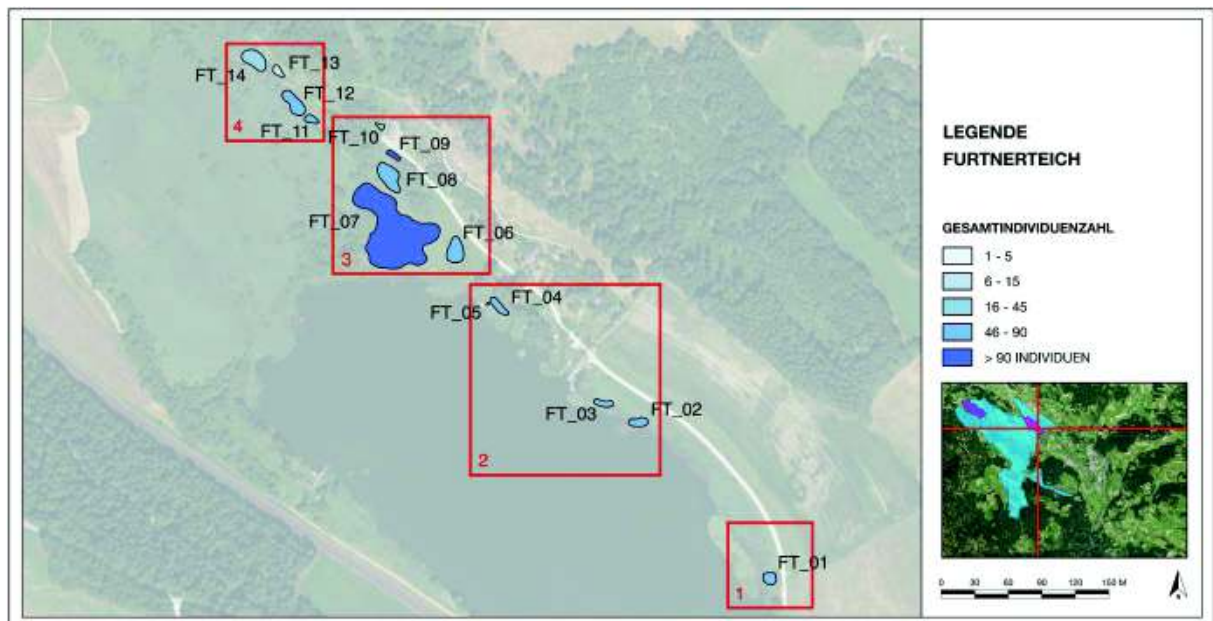 FT_13
FT_14
FT_12
FT_11
4
FT_10
FT_09
FT_08
FT_07
FT_06
3
FT_04
FT_05
FT_03
FT_02
2
FT_01
1
LEGENDE
FURTNERTEICH
GESAMTINDIVIDUENZAHL
1 - 5
6 - 15
16 - 45
46 - 90
> 90 INDIVIDUEN
0 30 60 90 120 150 M